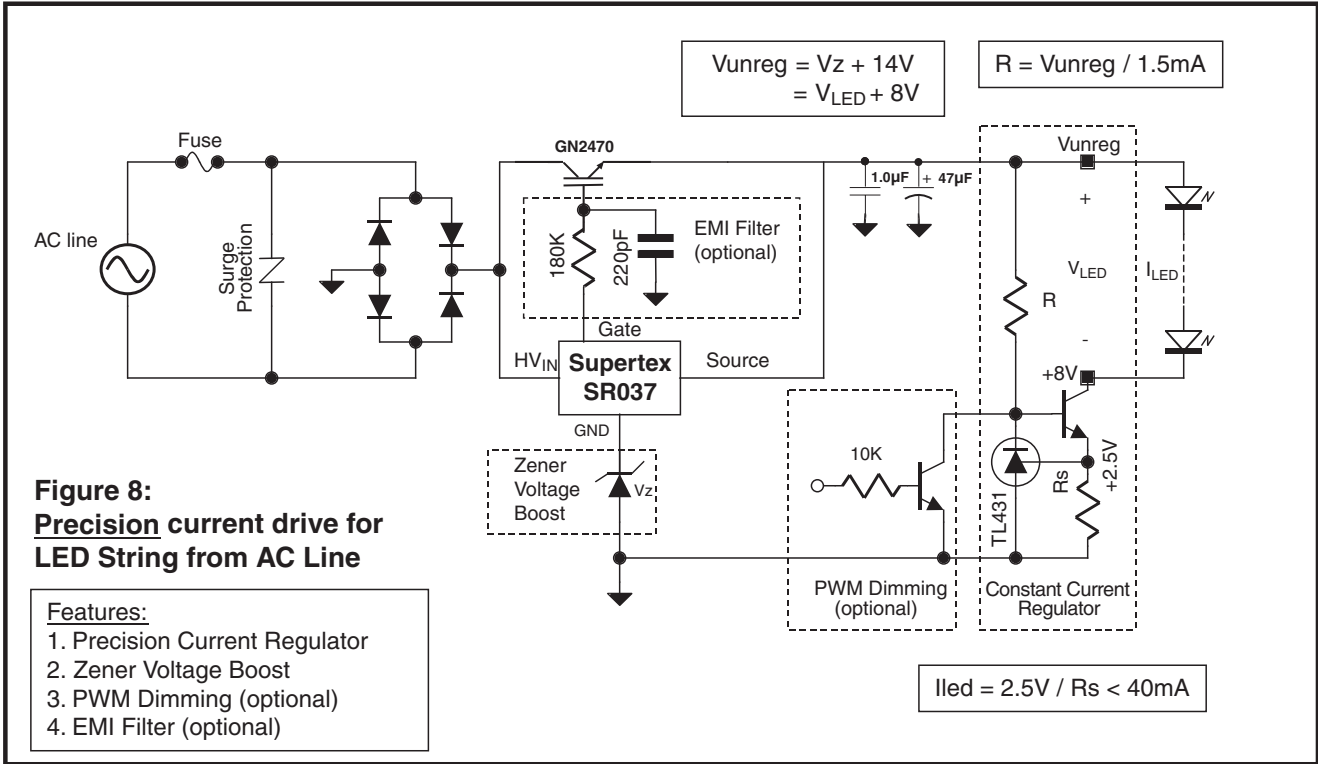 Vunreg = Vz + 14V
= VLED + 8V
R = Vunreg / 1.5mA
Fuse
GN2470
Vunreg
1.0µF
+
47µF
+
EMI Filter
(optional)
180K
220pF
AC line
Surge
Protection
VLED
ILED
R
Gate
HVIN
Supertex
SR037
Source
-
+8V
GND
Zener
Voltage
Boost
Vz
10K
TL431
Rs
+2.5V
Figure 8:
Precision current drive for
LED String from AC Line
PWM Dimming
(optional)
Constant Current
Regulator
Features:
1. Precision Current Regulator
2. Zener Voltage Boost
3. PWM Dimming (optional)
4. EMI Filter (optional)
Iled = 2.5V / Rs < 40mA